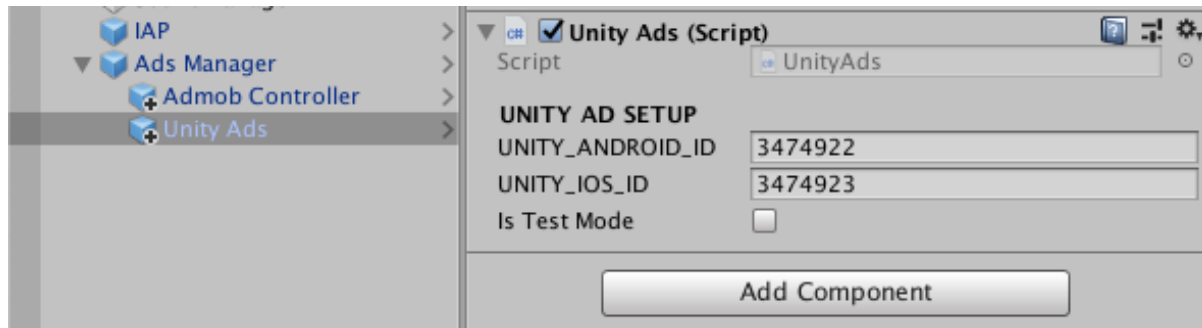 IAP
Ads Manager
Admob Controller
Unity Ads
c# Unity Ads (Script)
Script UnityAds
UNITY AD SETUP
UNITY_ANDROID_ID 3474922
UNITY_IOS_ID 3474923
Is Test Mode
Add Component